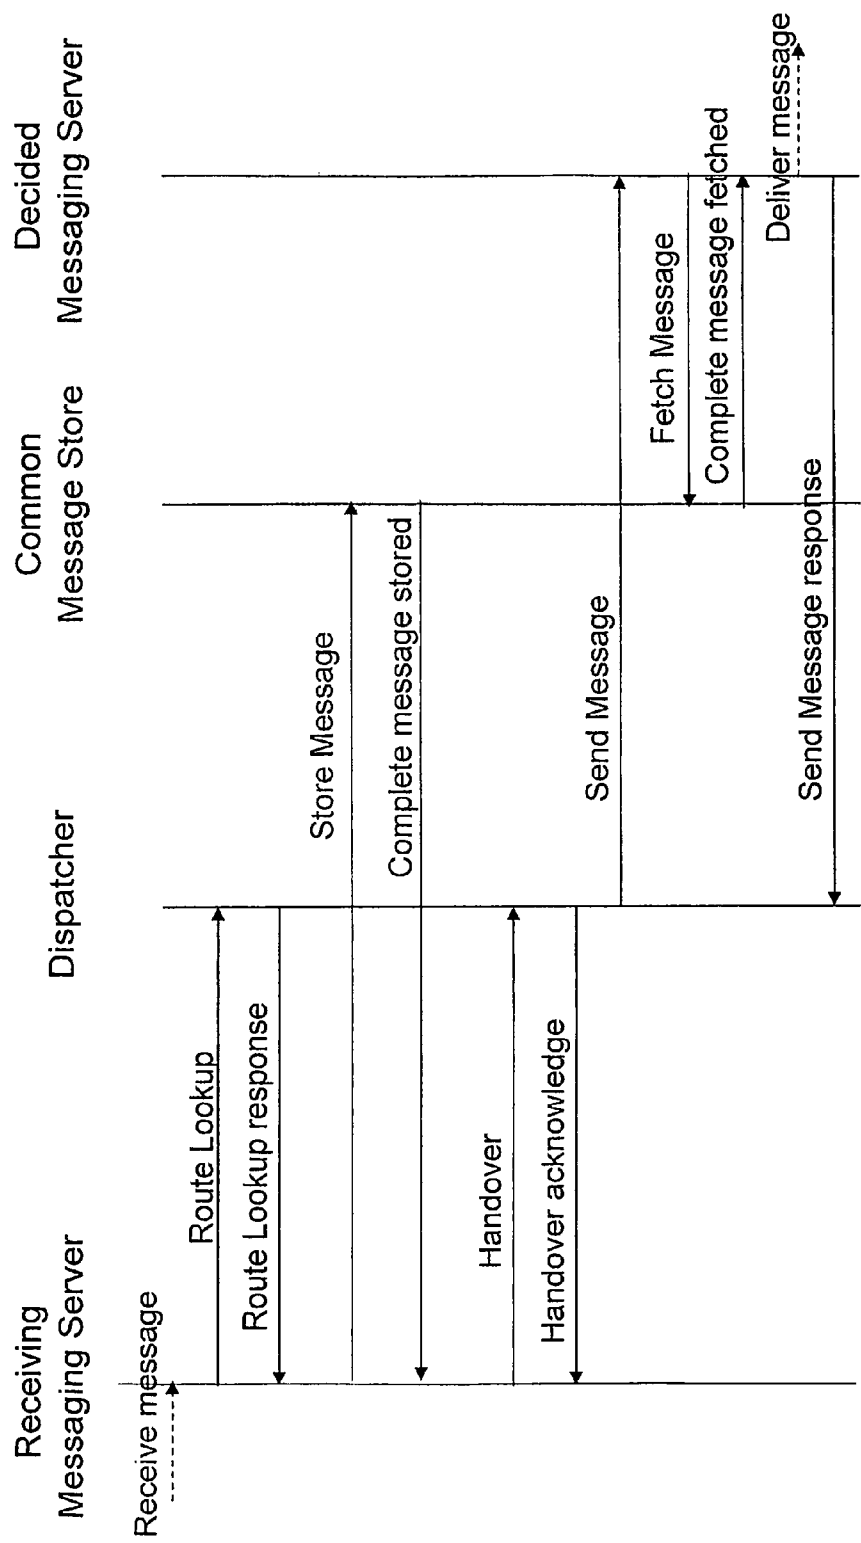 Receiving
Messaging Server
Dispatcher
Common
Message Store
Decided
Messaging Server
Receive message
Route Lookup
Route Lookup response
Store Message
Complete message stored
Handover
Handover acknowledge
Send Message
Fetch Message
Complete message fetched
Deliver message
Send Message response